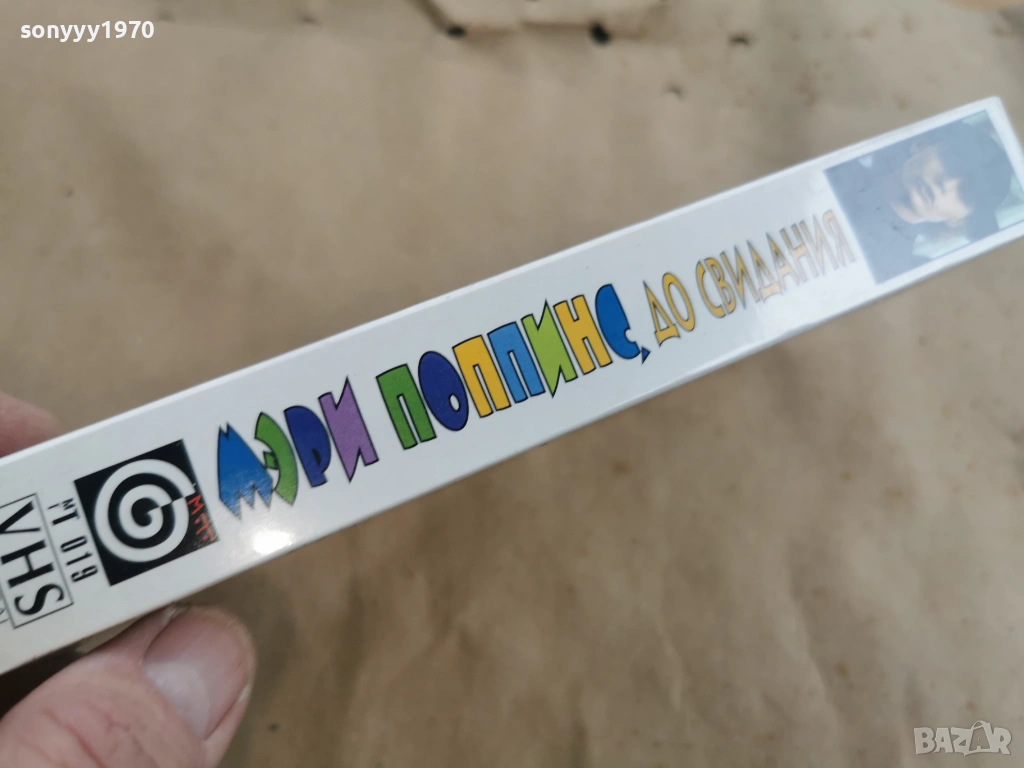 sonyyy1970
МЭРИ ПОППИНС, ДО СВИДАНИЯ
MT 019
VHS
BAZAR